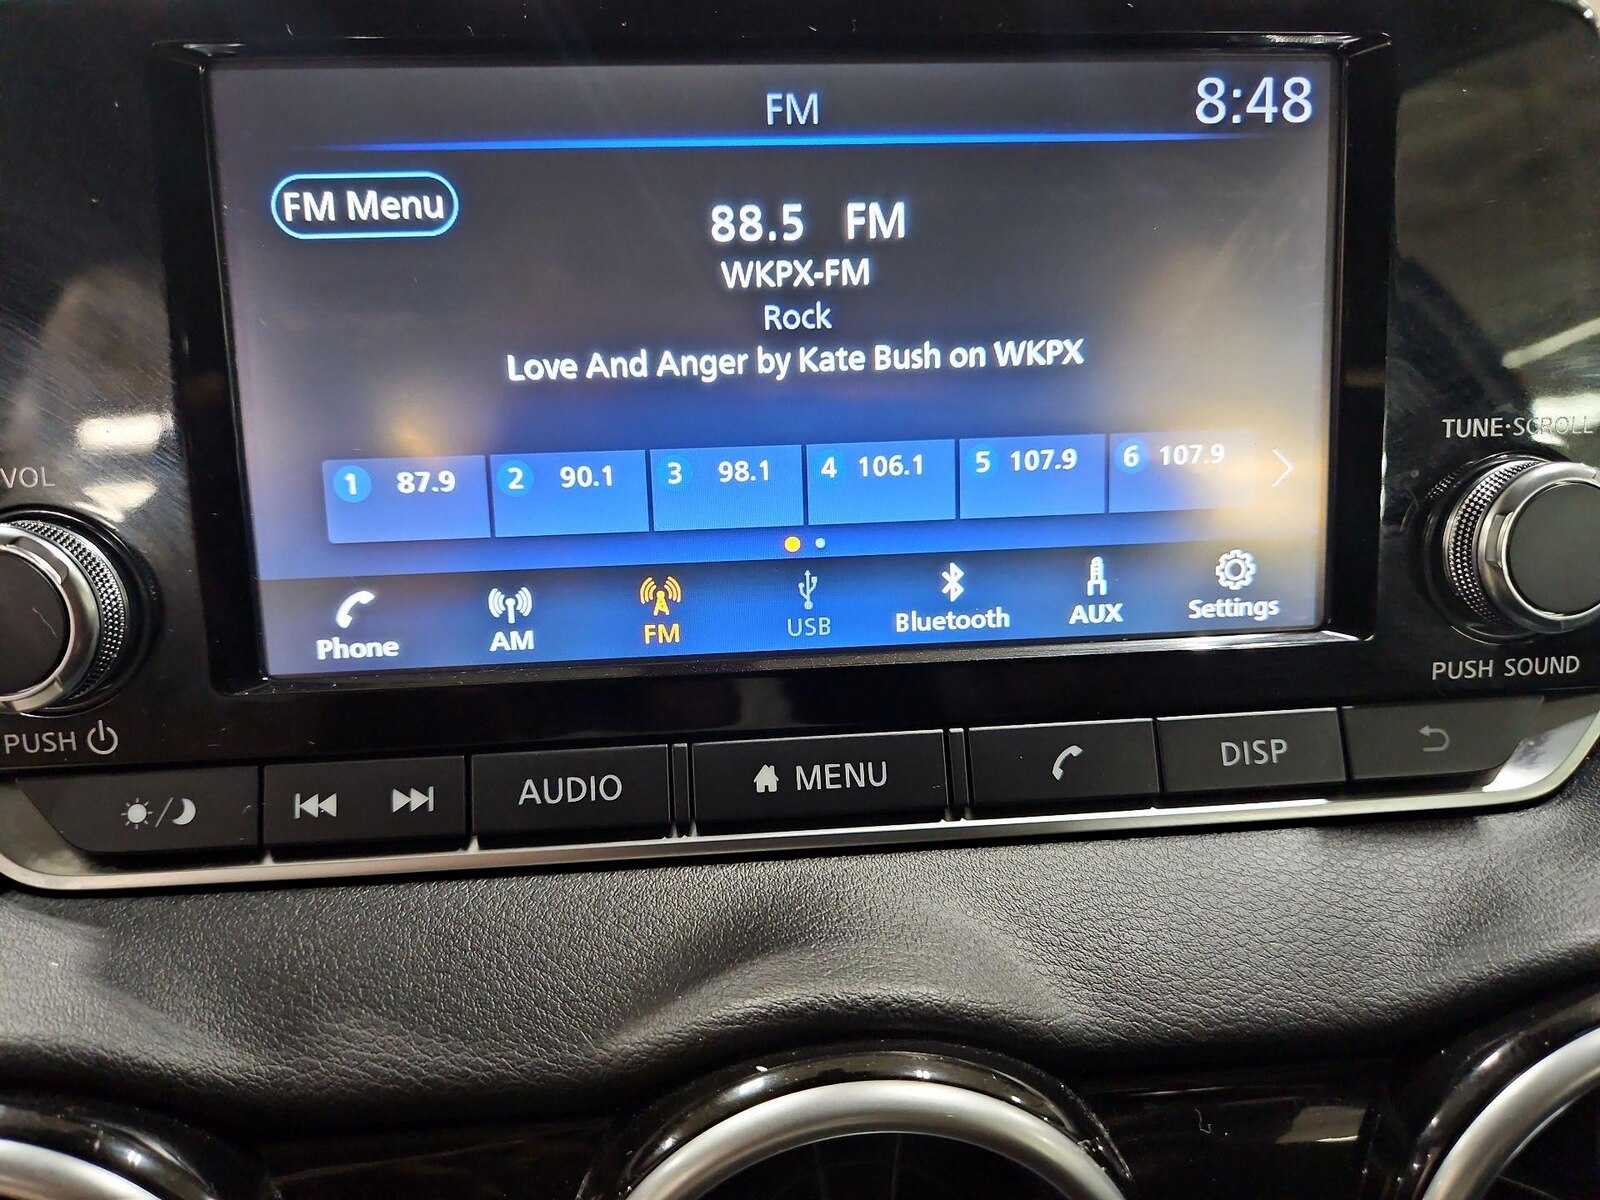 FM
8:48
FM Menu
88.5 FM
WKPX-FM
Rock
Love And Anger by Kate Bush on WKPX
1 87.9
2 90.1
3 98.1
4 106.1
5 107.9
6 107.9
Phone
AM
FM
USB
Bluetooth
AUX
Settings
VOL
PUSH
TUNE·SCROLL
PUSH SOUND
AUDIO
MENU
DISP